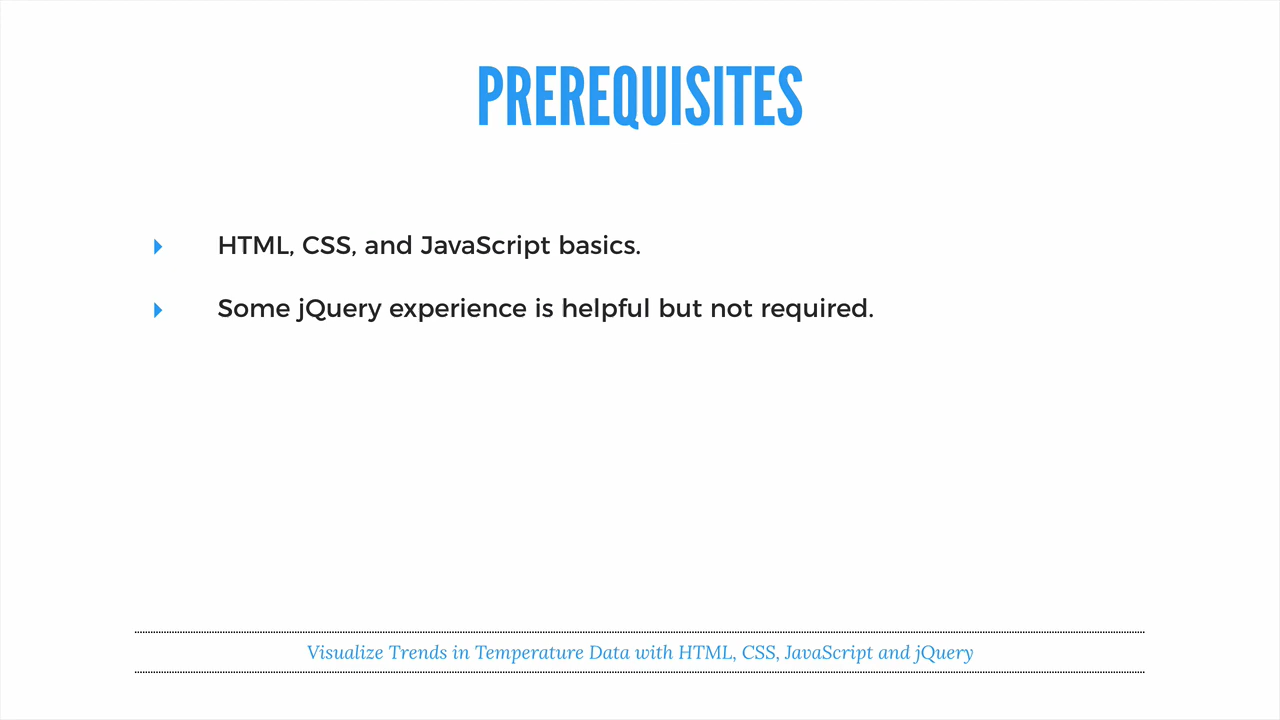 PREREQUISITES
HTML, CSS, and JavaScript basics.
Some jQuery experience is helpful but not required.
Visualize Trends in Temperature Data with HTML, CSS, JavaScript and jQuery